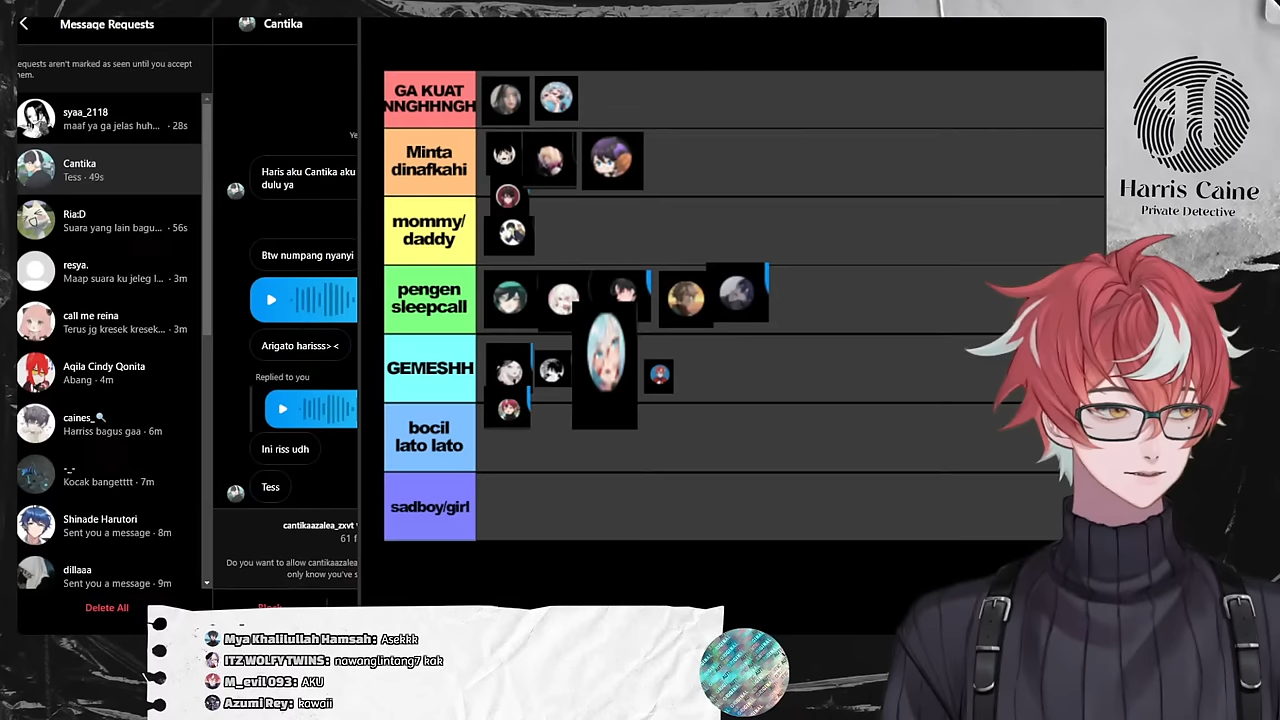 Message Requests
equests aren't marked as seen until you accept
hem.
syaa_2118
maaf ya ga jelas huh... · 28s
Cantika
Tess · 49s
Ria:D
Suara yang lain bagu... · 56s
resya.
Maap suara ku jeleg l... · 3m
call me reina
Terus jg kresek kresek... · 3m
Aqila Cindy Qonita
Abang · 4m
caines_🔍
Harriss bagus gaa · 6m
-_-
Kocak bangetttt · 7m
Shinade Harutori
Sent you a message · 8m
dillaaa
Sent you a message · 9m
Delete All
Cantika
Ye
Haris aku Cantika aku
dulu ya
Btw numpang nyanyi
Arigato harisss><
Replied to you
Ini riss udh
Tess
cantikaazalea_zxvt
61 f
Do you want to allow cantikaazalea
only know you've s
GA KUAT
NNGHHNGH
Minta
dinafkahi
mommy/
daddy
pengen
sleepcall
GEMESHH
bocil
lato lato
sadboy/girl
Harris Caine
Private Detective
Mya Khalilullah Hamsah: Asekkk
ITZ WOLFYTWINS: nawanglintang7 kak
M_evil 093: AKU
Azumi Rey: kawaii